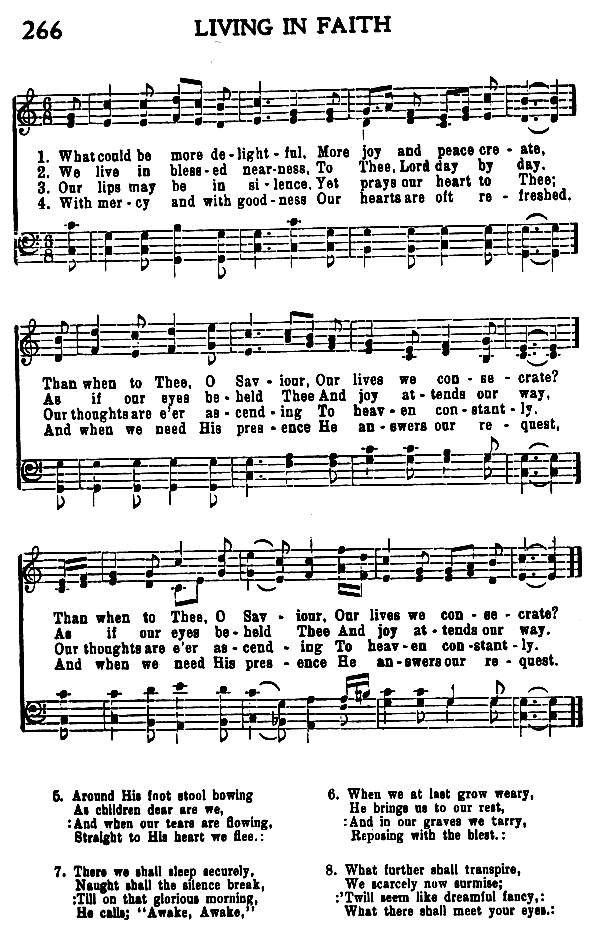 266
LIVING IN FAITH
6 8
1. What could be more de-light-ful, More joy and peace cre-ate,
2. We live in bless-ed near-ness, To Thee, Lord day by day.
3. Our lips may be in si-lence, Yet prays our heart to Thee;
4. With mer-cy and with good-ness Our hearts are oft re-freshed.
6 8
Than when to Thee, O Sav-iour, Our lives we con-se-crate?
As if our eyes be-held Thee And joy at-tends our way,
Our thoughts are e'er as-cend-ing To heav-en con-stant-ly.
And when we need His pres-ence He an-swers our re-quest,
Than when to Thee, O Sav-iour, Our lives we con-se-crate?
As if our eyes be-held Thee And joy at-tends our way.
Our thoughts are e'er as-cend-ing To heav-en con-stant-ly.
And when we need His pres-ence He an-swers our re-quest.
5. Around His foot stool bowing
As children dear are we,
:And when our tears are flowing,
Straight to His heart we flee.:
6. When we at last grow weary,
He brings us to our rest,
:And in our graves we tarry,
Reposing with the blest.:
7. There we shall sleep securely,
Naught shall the silence break,
:Till on that glorious morning,
He calls; "Awake, Awake,"
8. What further shall transpire,
We scarcely now surmise;
:'Twill seem like dreamful fancy,:
What there shall meet your eyes.: